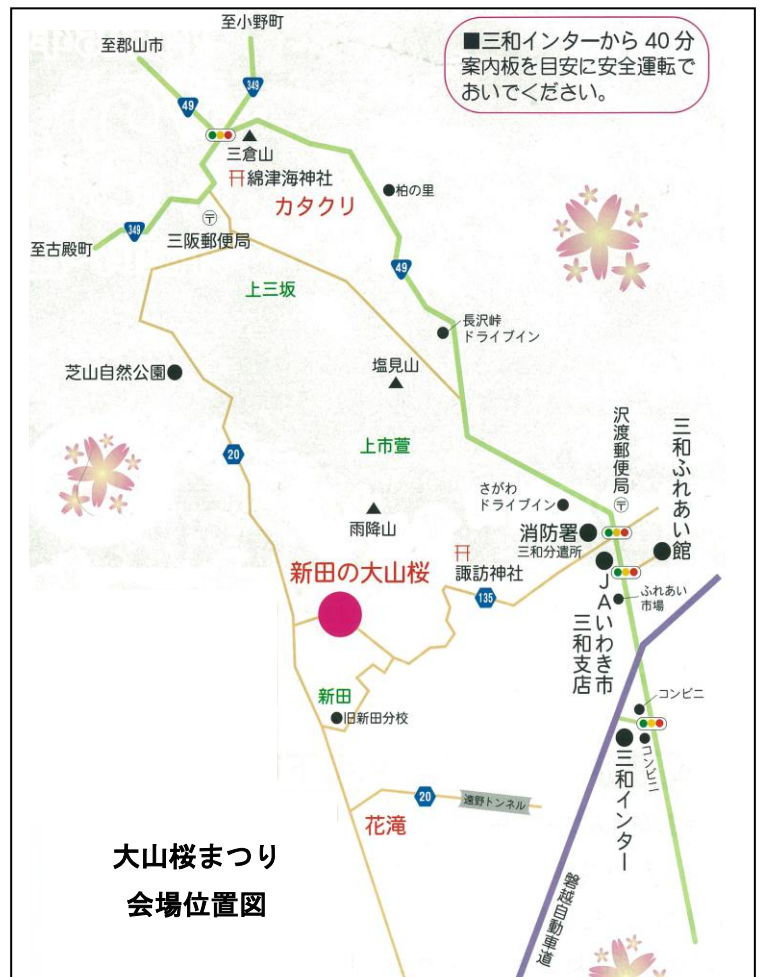 至小野町
至郡山市
■三和インターから 40 分
案内板を目安に安全運転で
おいでください。
349
49
三倉山
綿津海神社
柏の里
カタクリ
〒
349
三阪郵便局
至古殿町
49
上三坂
長沢峠
ドライブイン
塩見山
芝山自然公園
沢渡郵便局
〒
三和ふれあい館
上市萱
20
さがわ
ドライブイン
雨降山
消防署
三和分遣所
諏訪神社
新田の大山桜
135
ふれあい
市場
JAいわき市
三和支店
新田
旧新田分校
コンビニ
コンビニ
三和インター
20
遠野トンネル
花滝
大山桜まつり
会場位置図
磐越自動車道